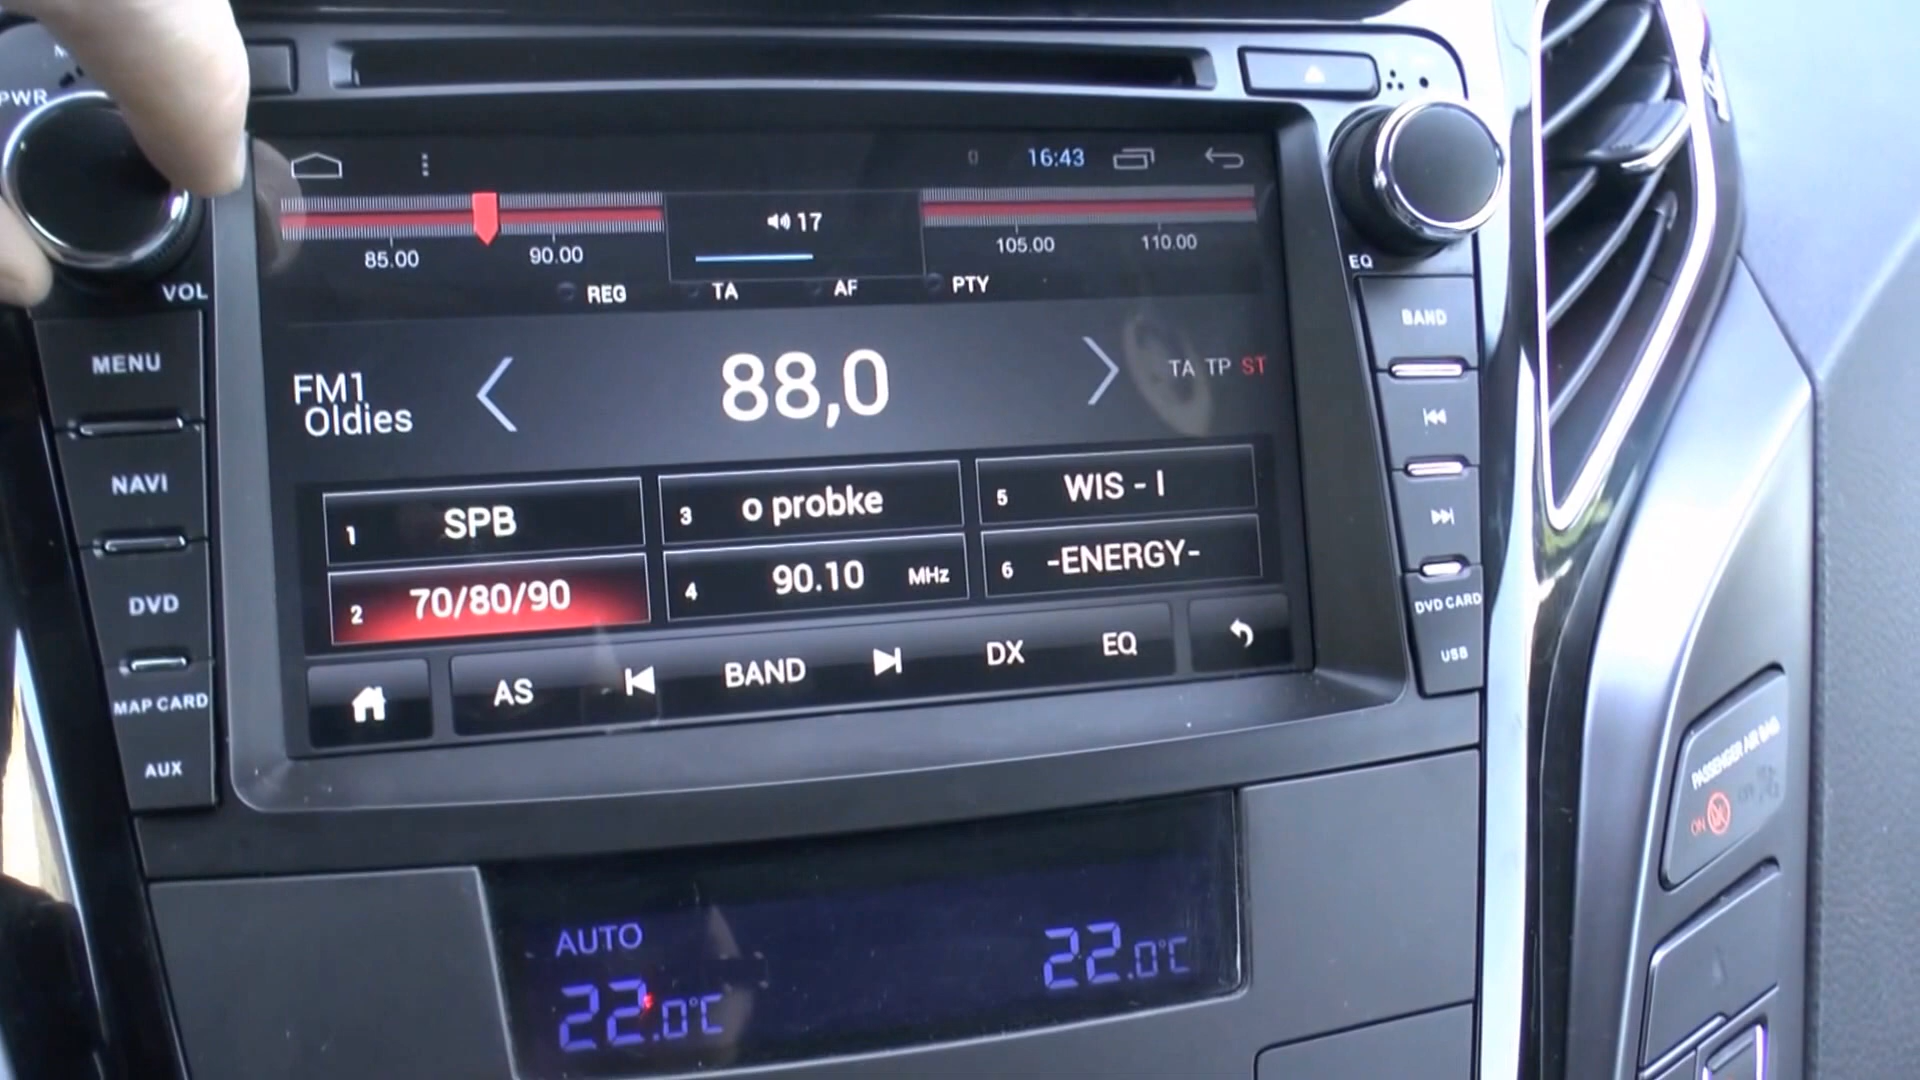 PWR
VOL
MENU
NAVI
DVD
MAP CARD
AUX
16:43
17
85.00
90.00
105.00
110.00
REG
TA
AF
PTY
FM1
Oldies
88,0
TA TP ST
1 SPB
3 o probke
5 WIS - I
2 70/80/90
4 90.10 MHz
6 -ENERGY-
AS
BAND
DX
EQ
EQ
BAND
DVD CARD
USB
PASSENGER AIR BAG
ON
AUTO
22.0°C
22.0°C